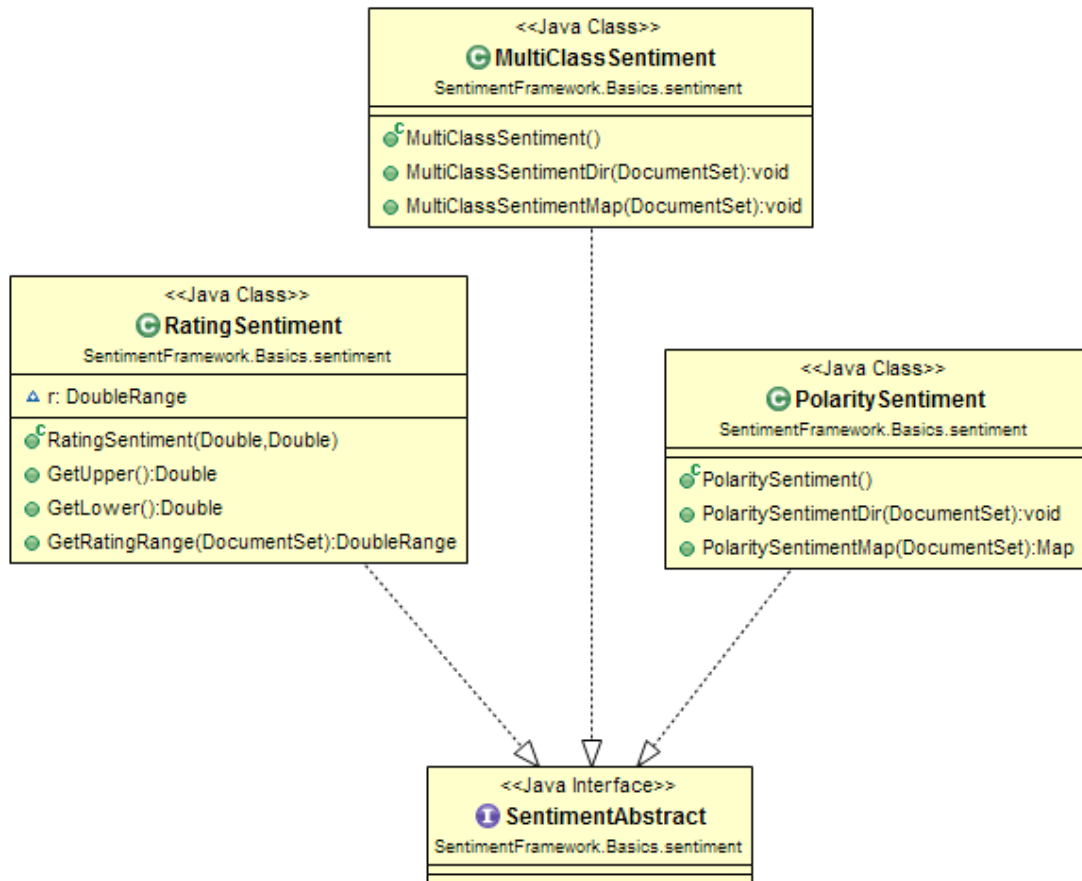 <<Java Class>>
MultiClassSentiment
SentimentFramework.Basics.sentiment
MultiClassSentiment()
MultiClassSentimentDir(DocumentSet):void
MultiClassSentimentMap(DocumentSet):void
<<Java Class>>
RatingSentiment
SentimentFramework.Basics.sentiment
r: DoubleRange
RatingSentiment(Double,Double)
GetUpper():Double
GetLower():Double
GetRatingRange(DocumentSet):DoubleRange
<<Java Class>>
PolaritySentiment
SentimentFramework.Basics.sentiment
PolaritySentiment()
PolaritySentimentDir(DocumentSet):void
PolaritySentimentMap(DocumentSet):Map
<<Java Interface>>
SentimentAbstract
SentimentFramework.Basics.sentiment